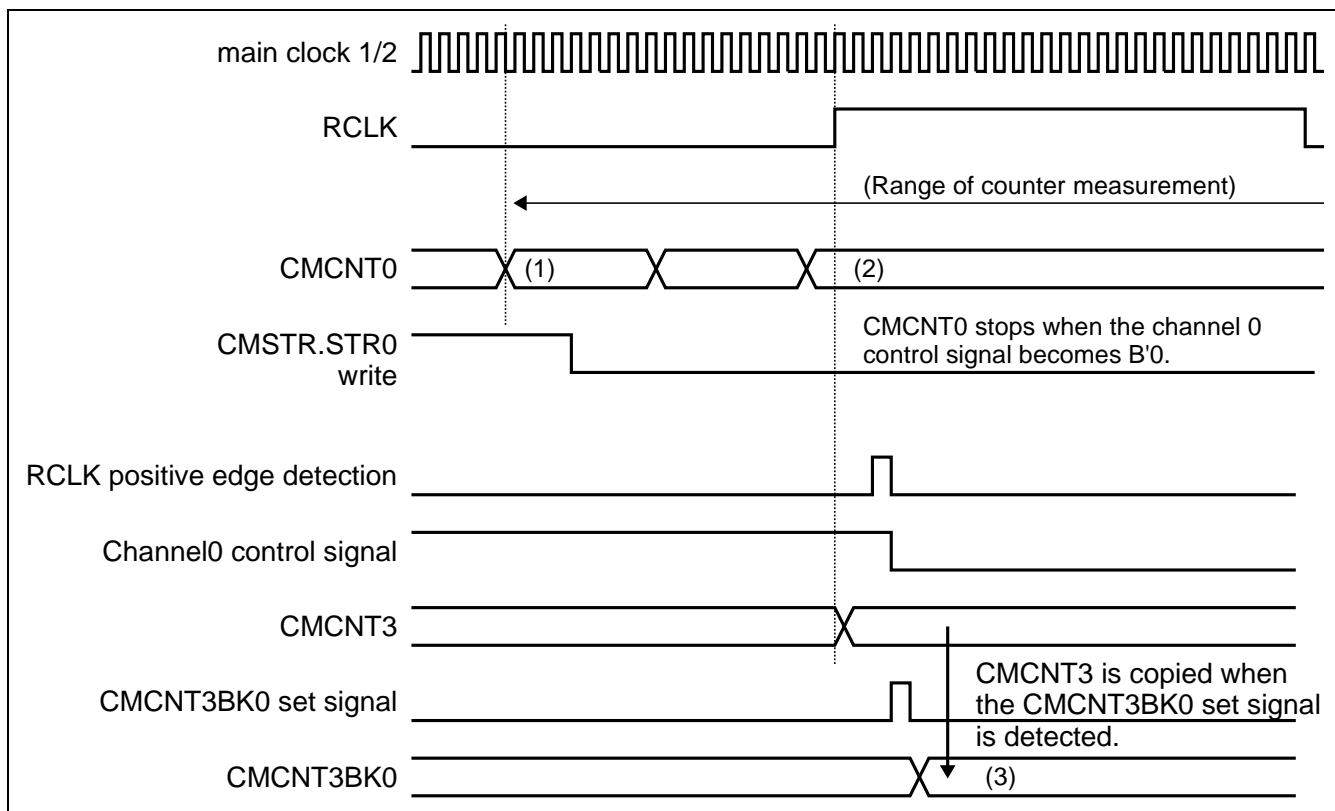 main clock 1/2
RCLK
(Range of counter measurement)
CMCNT0
(1)
(2)
CMSTR.STR0
write
CMCNT0 stops when the channel 0
control signal becomes B'0.
RCLK positive edge detection
Channel0 control signal
CMCNT3
CMCNT3BK0 set signal
CMCNT3 is copied when
the CMCNT3BK0 set signal
is detected.
CMCNT3BK0
(3)